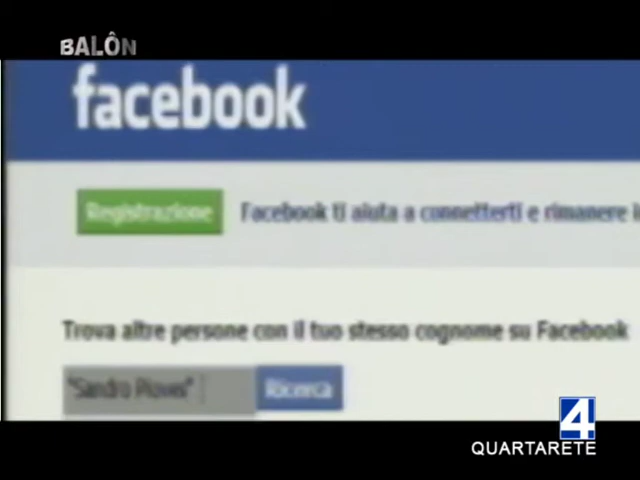 BALÔN
facebook
Registrazione
Facebook ti aiuta a connetterti e rimanere
Trova altre persone con il tuo stesso cognome su Facebook
"Sandro
Ricerca
4
QUARTARETE